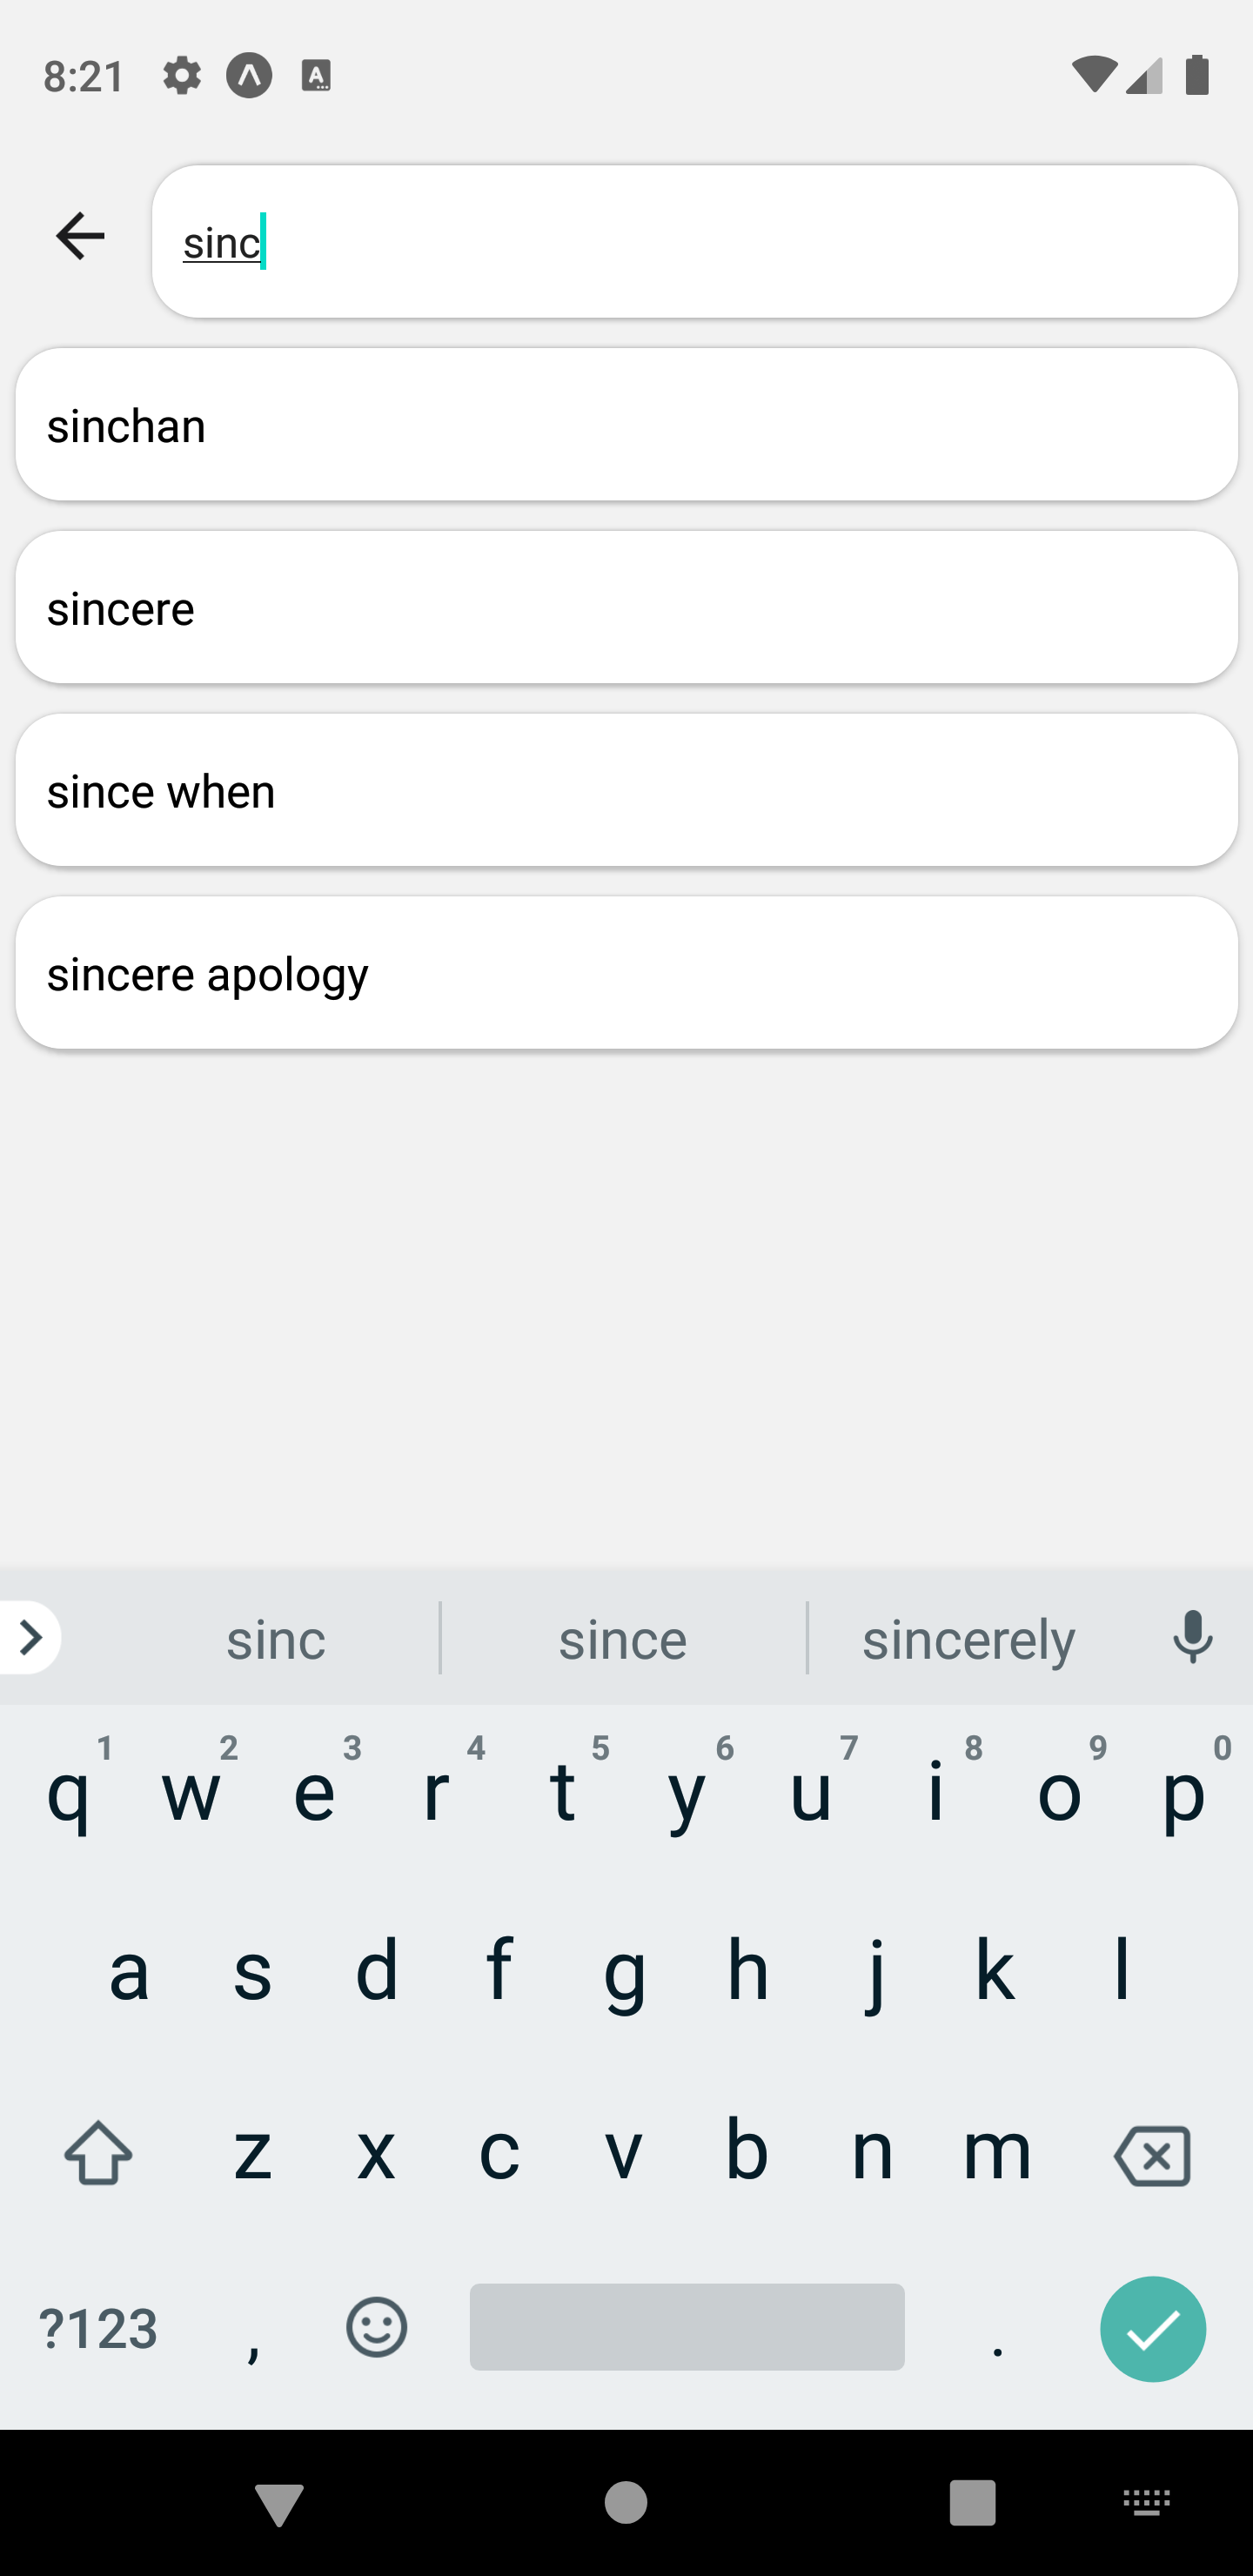 8:21
sinc
sinchan
sincere
since when
sincere apology
sinc since sincerely
1 2 3 4 5 6 7 8 9 0
q w e r t y u i o p
a s d f g h j k l
z x c v b n m
?123 , .